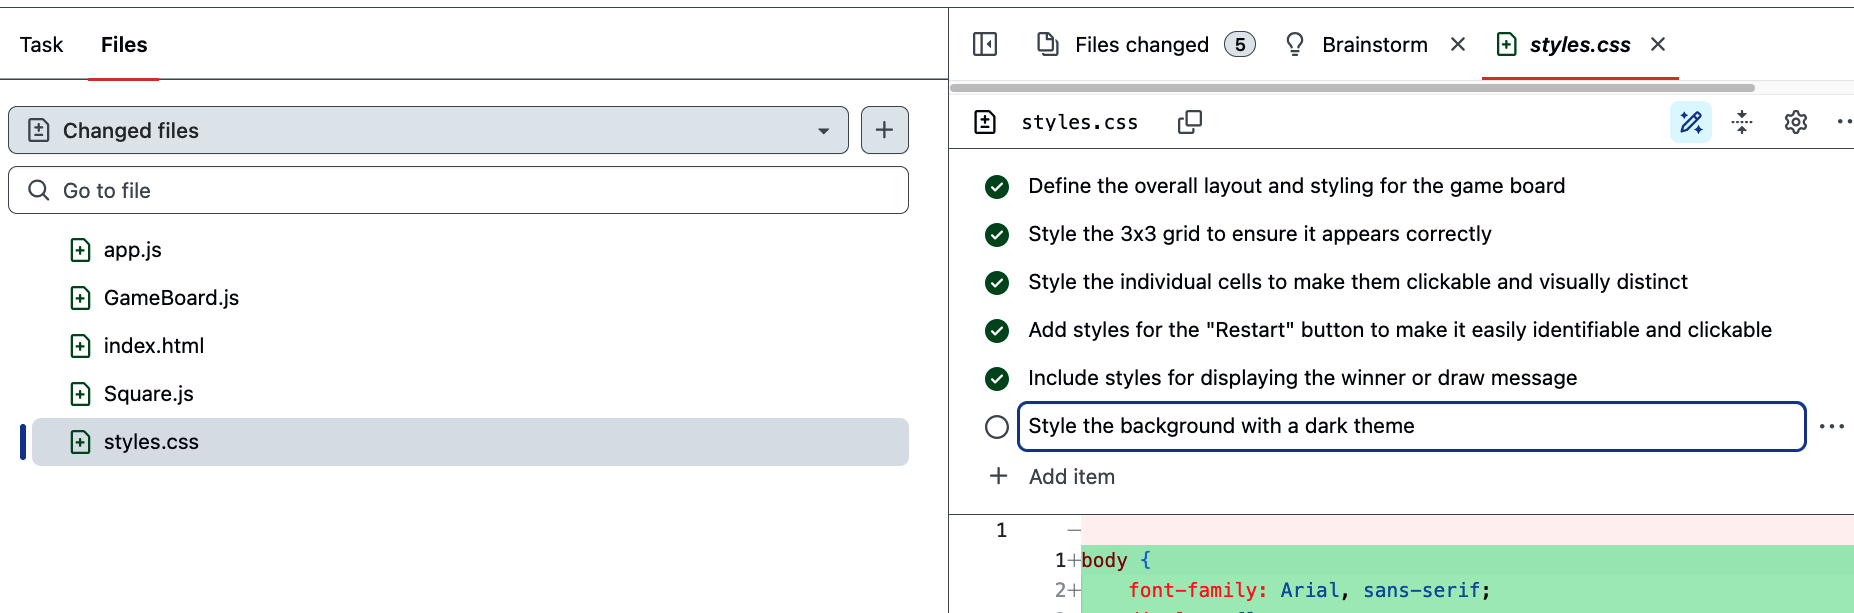 Task Files
Files changed 5 Brainstorm styles.css
Changed files
Go to file
app.js
GameBoard.js
index.html
Square.js
styles.css
styles.css
Define the overall layout and styling for the game board
Style the 3x3 grid to ensure it appears correctly
Style the individual cells to make them clickable and visually distinct
Add styles for the "Restart" button to make it easily identifiable and clickable
Include styles for displaying the winner or draw message
Style the background with a dark theme
Add item
1 −
1+ body {
2+ font-family: Arial, sans-serif;